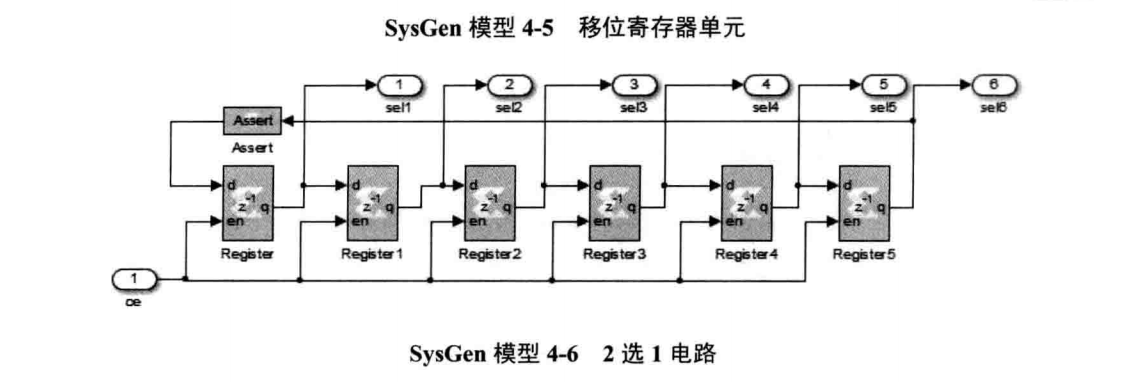 SysGen 模型 4-5 移位寄存器单元
1 2 3 4 5 6
sel1 sel2 sel3 sel4 sel5 sel6
Assert
Assert
d d d d d d
z⁻¹ q z⁻¹ q z⁻¹ q z⁻¹ q z⁻¹ q z⁻¹ q
en en en en en en
Register Register1 Register2 Register3 Register4 Register5
1
ce
SysGen 模型 4-6 2 选 1 电路